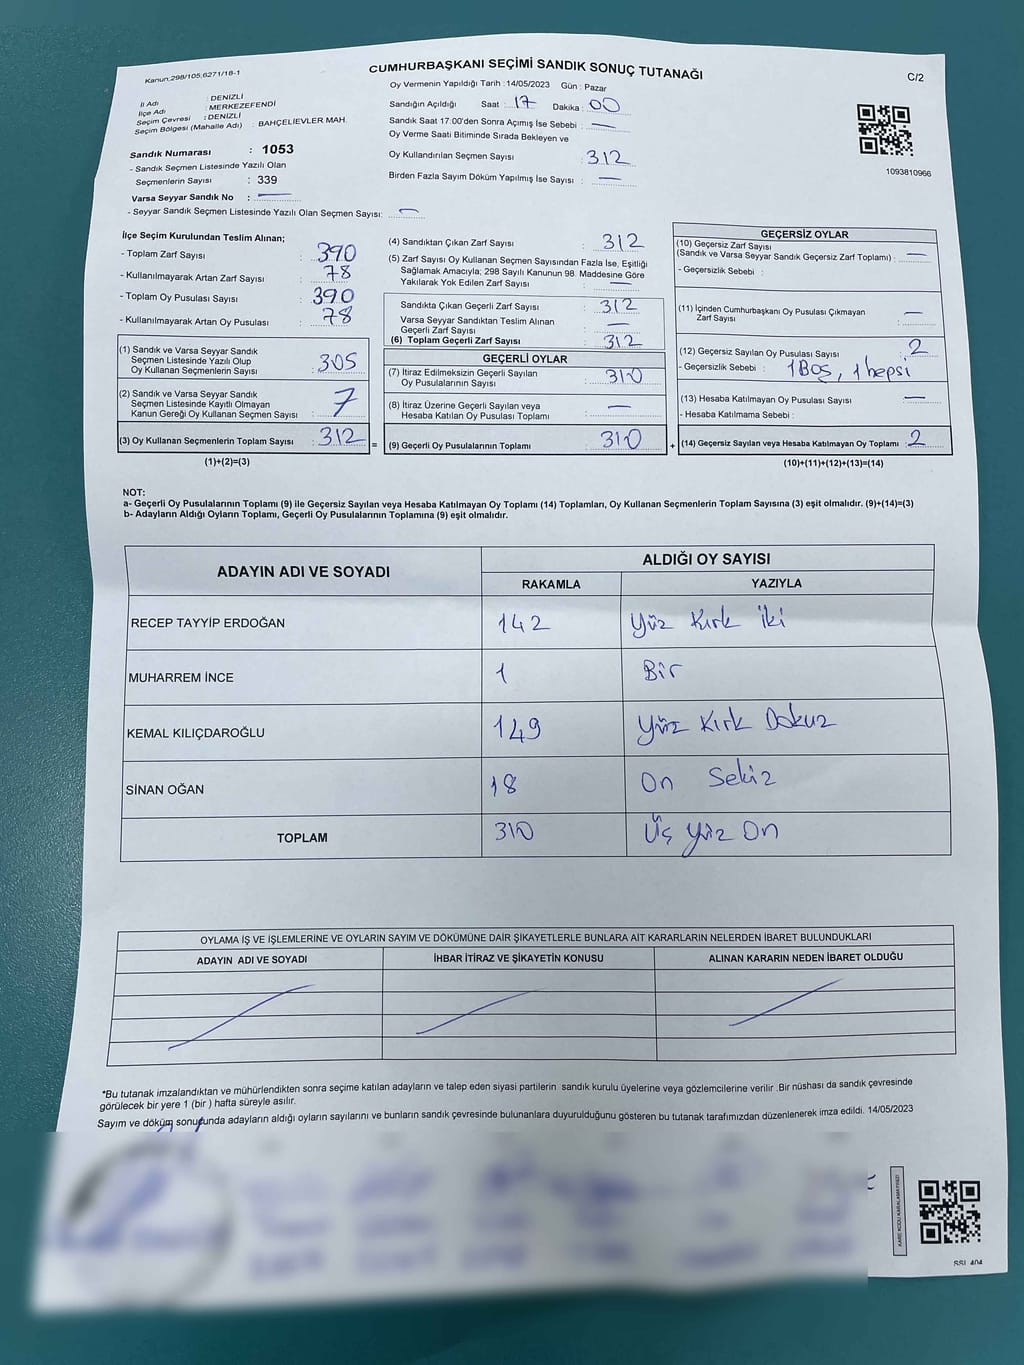 Kanun:298/105,6271/18-1
CUMHURBAŞKANI SEÇİMİ SANDIK SONUÇ TUTANAĞI
C/2
İl Adı : DENİZLİ
İlçe Adı : MERKEZEFENDİ
Seçim Çevresi : DENİZLİ
Seçim Bölgesi (Mahalle Adı) : BAHÇELİEVLER MAH.
Sandık Numarası : 1053
- Sandık Seçmen Listesinde Yazılı Olan
Seçmenlerin Sayısı : 339
Varsa Seyyar Sandık No : —
- Seyyar Sandık Seçmen Listesinde Yazılı Olan Seçmen Sayısı: —
Oy Vermenin Yapıldığı Tarih : 14/05/2023 Gün : Pazar
Sandığın Açıldığı Saat : 17 Dakika : 00
Sandık Saat 17:00'den Sonra Açımış İse Sebebi : —
Oy Verme Saati Bitiminde Sırada Bekleyen ve
Oy Kullandırılan Seçmen Sayısı : 312
Birden Fazla Sayım Döküm Yapılmış İse Sayısı : —
1093810966
İlçe Seçim Kurulundan Teslim Alınan;
- Toplam Zarf Sayısı : 390
- Kullanılmayarak Artan Zarf Sayısı : 78
- Toplam Oy Pusulası Sayısı : 390
- Kullanılmayarak Artan Oy Pusulası : 78
(1) Sandık ve Varsa Seyyar Sandık
Seçmen Listesinde Yazılı Olup
Oy Kullanan Seçmenlerin Sayısı : 305
(2) Sandık ve Varsa Seyyar Sandık
Seçmen Listesinde Kayıtlı Olmayan
Kanun Gereği Oy Kullanan Seçmen Sayısı : 7
(3) Oy Kullanan Seçmenlerin Toplam Sayısı : 312 =
(1)+(2)=(3)
(4) Sandıktan Çıkan Zarf Sayısı : 312
(5) Zarf Sayısı Oy Kullanan Seçmen Sayısından Fazla İse, Eşitliği
Sağlamak Amacıyla; 298 Sayılı Kanunun 98. Maddesine Göre
Yakılarak Yok Edilen Zarf Sayısı : —
Sandıkta Çıkan Geçerli Zarf Sayısı : 312
Varsa Seyyar Sandıktan Teslim Alınan
Geçerli Zarf Sayısı : —
(6) Toplam Geçerli Zarf Sayısı : 312
GEÇERLİ OYLAR
(7) İtiraz Edilmeksizin Geçerli Sayılan
Oy Pusulalarının Sayısı : 310
(8) İtiraz Üzerine Geçerli Sayılan veya
Hesaba Katılan Oy Pusulası Toplamı : —
(9) Geçerli Oy Pusulalarının Toplamı : 310 +
GEÇERSİZ OYLAR
(10) Geçersiz Zarf Sayısı
(Sandık ve Varsa Seyyar Sandık Geçersiz Zarf Toplamı) : —
- Geçersizlik Sebebi :
(11) İçinden Cumhurbaşkanı Oy Pusulası Çıkmayan
Zarf Sayısı : —
(12) Geçersiz Sayılan Oy Pusulası Sayısı : 2
- Geçersizlik Sebebi : 1 Boş, 1 hepsi
(13) Hesaba Katılmayan Oy Pusulası Sayısı : —
- Hesaba Katılmama Sebebi :
(14) Geçersiz Sayılan veya Hesaba Katılmayan Oy Toplamı : 2
(10)+(11)+(12)+(13)=(14)
NOT:
a- Geçerli Oy Pusulalarının Toplamı (9) ile Geçersiz Sayılan veya Hesaba Katılmayan Oy Toplamı (14) Toplamları, Oy Kullanan Seçmenlerin Toplam Sayısına (3) eşit olmalıdır. (9)+(14)=(3)
b- Adayların Aldığı Oyların Toplamı, Geçerli Oy Pusulalarının Toplamına (9) eşit olmalıdır.
ADAYIN ADI VE SOYADI ALDIĞI OY SAYISI
RAKAMLA YAZIYLA
RECEP TAYYİP ERDOĞAN 142 Yüz Kırk İki
MUHARREM İNCE 1 Bir
KEMAL KILIÇDAROĞLU 149 Yüz Kırk Dokuz
SİNAN OĞAN 18 On Sekiz
TOPLAM 310 Üç Yüz On
OYLAMA İŞ VE İŞLEMLERİNE VE OYLARIN SAYIM VE DÖKÜMÜNE DAİR ŞİKAYETLERLE BUNLARA AİT KARARLARIN NELERDEN İBARET BULUNDUKLARI
ADAYIN ADI VE SOYADI İHBAR İTİRAZ VE ŞİKAYETİN KONUSU ALINAN KARARIN NEDEN İBARET OLDUĞU
*Bu tutanak imzalandıktan ve mühürlendikten sonra seçime katılan adayların ve talep eden siyasi partilerin sandık kurulu üyelerine veya gözlemcilerine verilir .Bir nüshası da sandık çevresinde
görülecek bir yere 1 (bir ) hafta süreyle asılır.
Sayım ve döküm sonucunda adayların aldığı oyların sayılarını ve bunların sandık çevresinde bulunanlara duyurulduğunu gösteren bu tutanak tarafımızdan düzenlenerek imza edildi. 14/05/2023